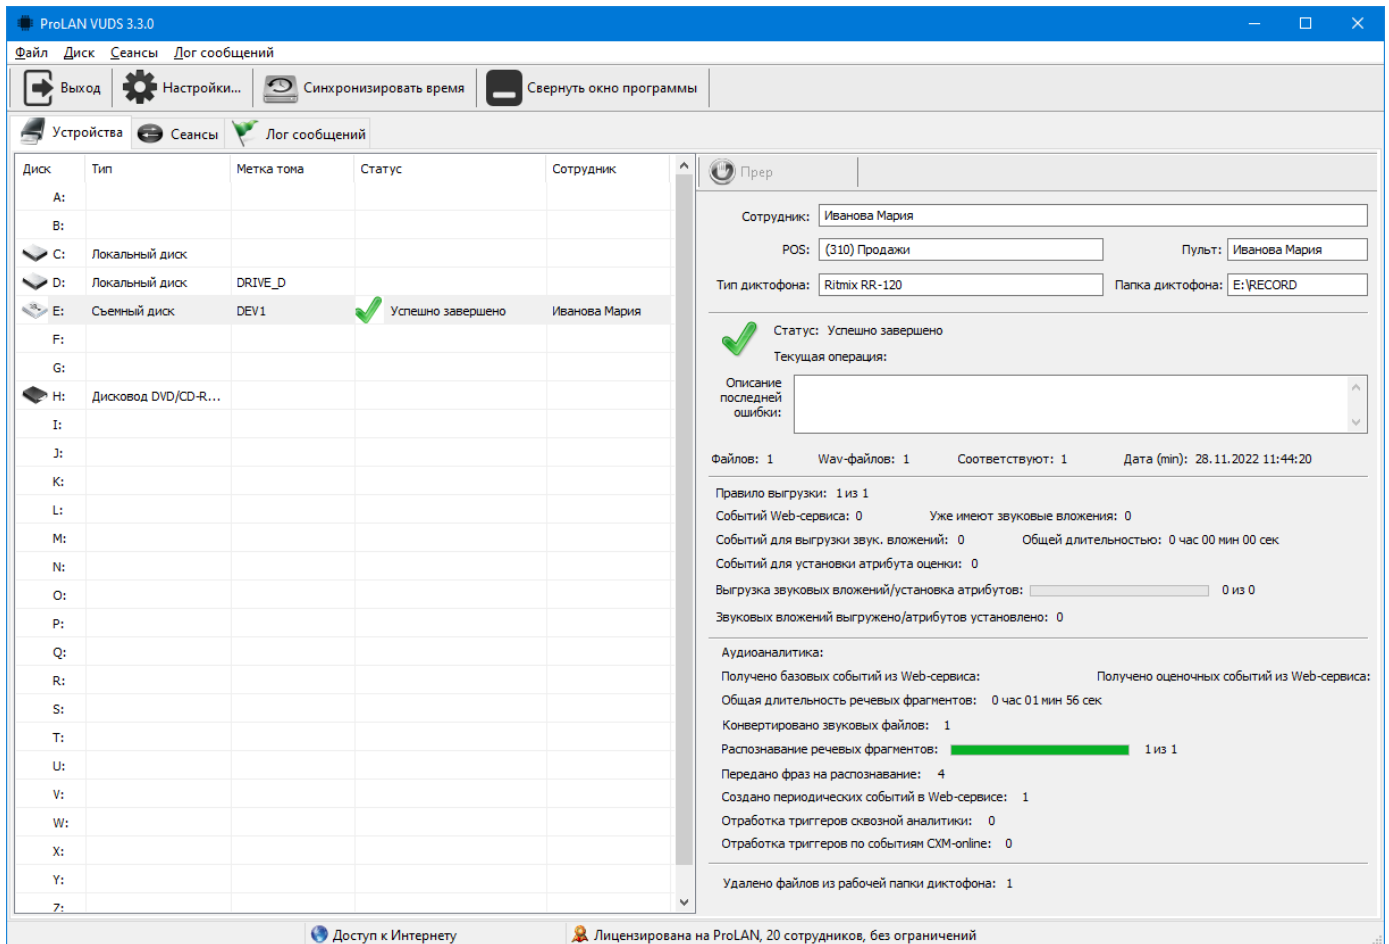 ProLAN VUDS 3.3.0
Файл Диск Сеансы Лог сообщений
Выход Настройки... Синхронизировать время Свернуть окно программы
Устройства Сеансы Лог сообщений
Диск Тип Метка тома Статус Сотрудник
A:
B:
C: Локальный диск
D: Локальный диск DRIVE_D
E: Съемный диск DEV1 Успешно завершено Иванова Мария
F:
G:
H: Дисковод DVD/CD-R...
I:
J:
K:
L:
M:
N:
O:
P:
Q:
R:
S:
T:
U:
V:
W:
X:
Y:
Z:
Прер
Сотрудник: Иванова Мария
POS: (310) Продажи Пульт: Иванова Мария
Тип диктофона: Ritmix RR-120 Папка диктофона: E:\RECORD
Статус: Успешно завершено
Текущая операция:
Описание
последней
ошибки:
Файлов: 1 Wav-файлов: 1 Соответствуют: 1 Дата (min): 28.11.2022 11:44:20
Правило выгрузки: 1 из 1
Событий Web-сервиса: 0 Уже имеют звуковые вложения: 0
Событий для выгрузки звук. вложений: 0 Общей длительностью: 0 час 00 мин 00 сек
Событий для установки атрибута оценки: 0
Выгрузка звуковых вложений/установка атрибутов: 0 из 0
Звуковых вложений выгружено/атрибутов установлено: 0
Аудиоаналитика:
Получено базовых событий из Web-сервиса: Получено оценочных событий из Web-сервиса:
Общая длительность речевых фрагментов: 0 час 01 мин 56 сек
Конвертировано звуковых файлов: 1
Распознавание речевых фрагментов: 1 из 1
Передано фраз на распознавание: 4
Создано периодических событий в Web-сервисе: 1
Отработка триггеров сквозной аналитики: 0
Отработка триггеров по событиям CXM-online: 0
Удалено файлов из рабочей папки диктофона: 1
Доступ к Интернету Лицензирована на ProLAN, 20 сотрудников, без ограничений